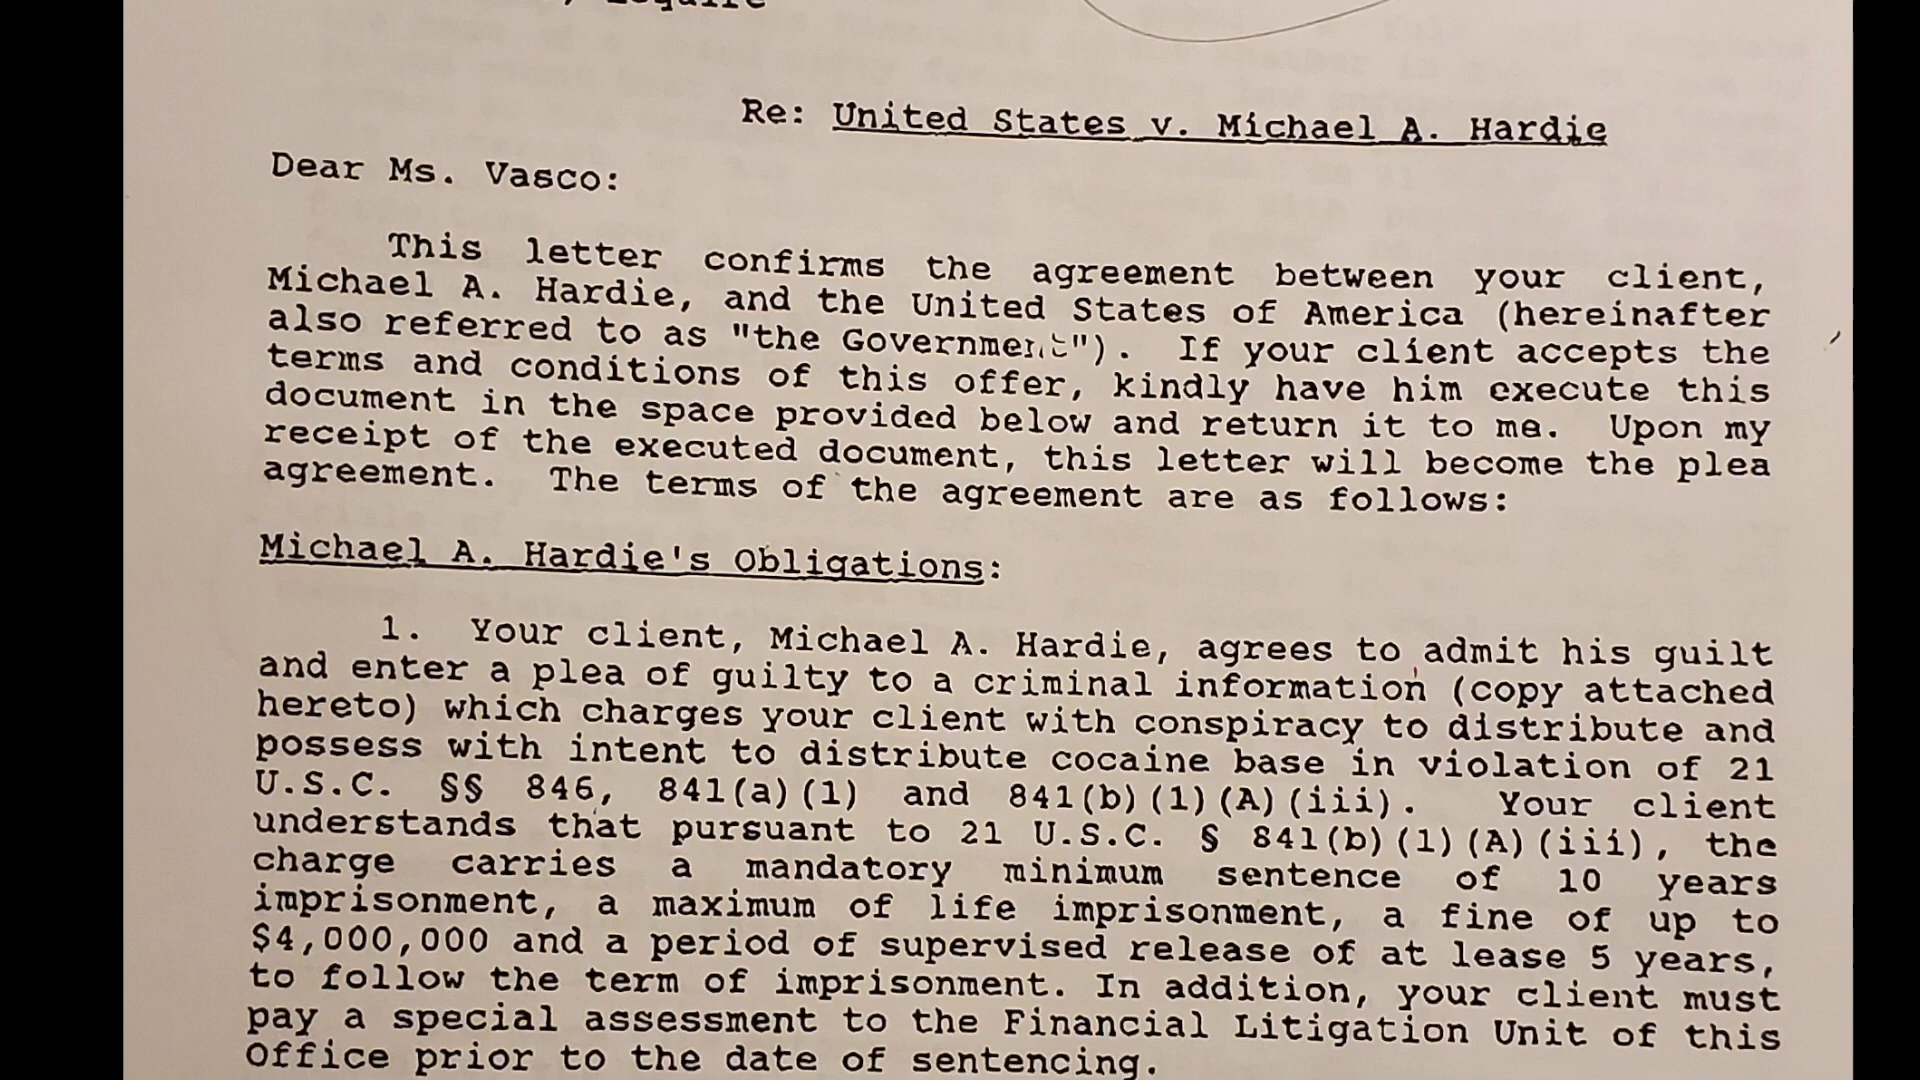 Re: United States v. Michael A. Hardie
Dear Ms. Vasco:
This letter confirms the agreement between your client,
Michael A. Hardie, and the United States of America (hereinafter
also referred to as "the Government"). If your client accepts the
terms and conditions of this offer, kindly have him execute this
document in the space provided below and return it to me. Upon my
receipt of the executed document, this letter will become the plea
agreement. The terms of the agreement are as follows:
Michael A. Hardie's Obligations:
1. Your client, Michael A. Hardie, agrees to admit his guilt
and enter a plea of guilty to a criminal information (copy attached
hereto) which charges your client with conspiracy to distribute and
possess with intent to distribute cocaine base in violation of 21
U.S.C. §§ 846, 841(a)(1) and 841(b)(1)(A)(iii). Your client
understands that pursuant to 21 U.S.C. § 841(b)(1)(A)(iii), the
charge carries a mandatory minimum sentence of 10 years
imprisonment, a maximum of life imprisonment, a fine of up to
$4,000,000 and a period of supervised release of at lease 5 years,
to follow the term of imprisonment. In addition, your client must
pay a special assessment to the Financial Litigation Unit of this
Office prior to the date of sentencing.